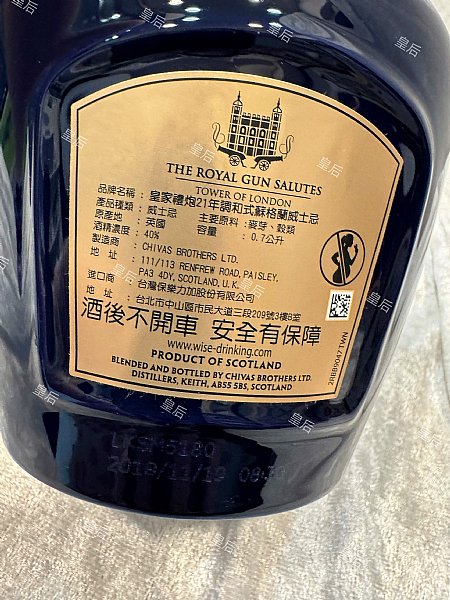 THE ROYAL GUN SALUTES
TOWER OF LONDON
品牌名稱：皇家禮炮21年調和式蘇格蘭威士忌
產品種類：威士忌 主要原料：麥芽、穀類
原產地：英國 容量：0.7公升
酒精濃度：40%
製造商：CHIVAS BROTHERS LTD.
地址：111/113 RENFREW ROAD, PAISLEY,
PA3 4DY, SCOTLAND, U.K.
進口商：台灣保樂力加股份有限公司
地址：台北市中山區市民大道三段209號3樓B室
酒後不開車 安全有保障
www.wise-drinking.com
PRODUCT OF SCOTLAND
BLENDED AND BOTTLED BY CHIVAS BROTHERS LTD.
DISTILLERS, KEITH, AB55 5BS, SCOTLAND
2019/11/19
皇后